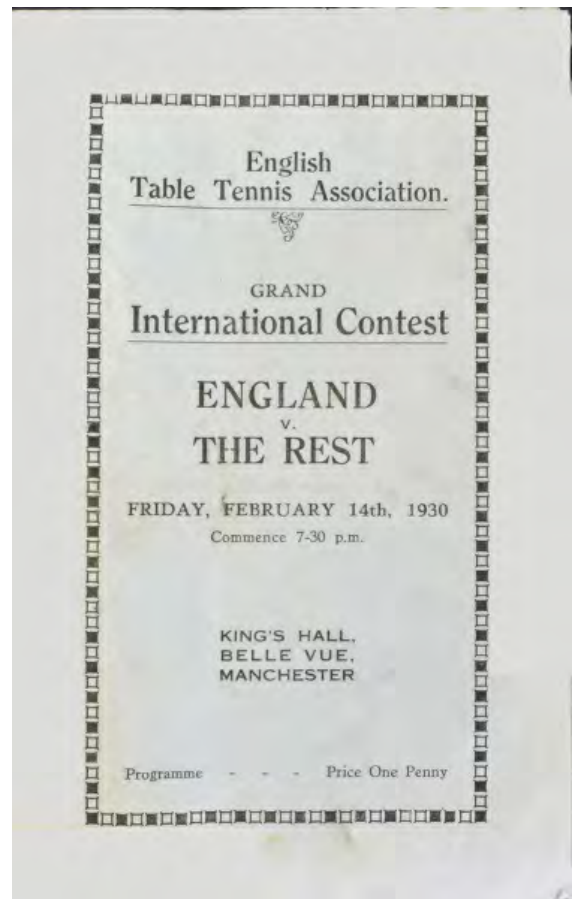 English
Table Tennis Association.
GRAND
International Contest
ENGLAND
v.
THE REST
FRIDAY, FEBRUARY 14th, 1930
Commence 7-30 p.m.
KING'S HALL,
BELLE VUE,
MANCHESTER
Programme - - - Price One Penny